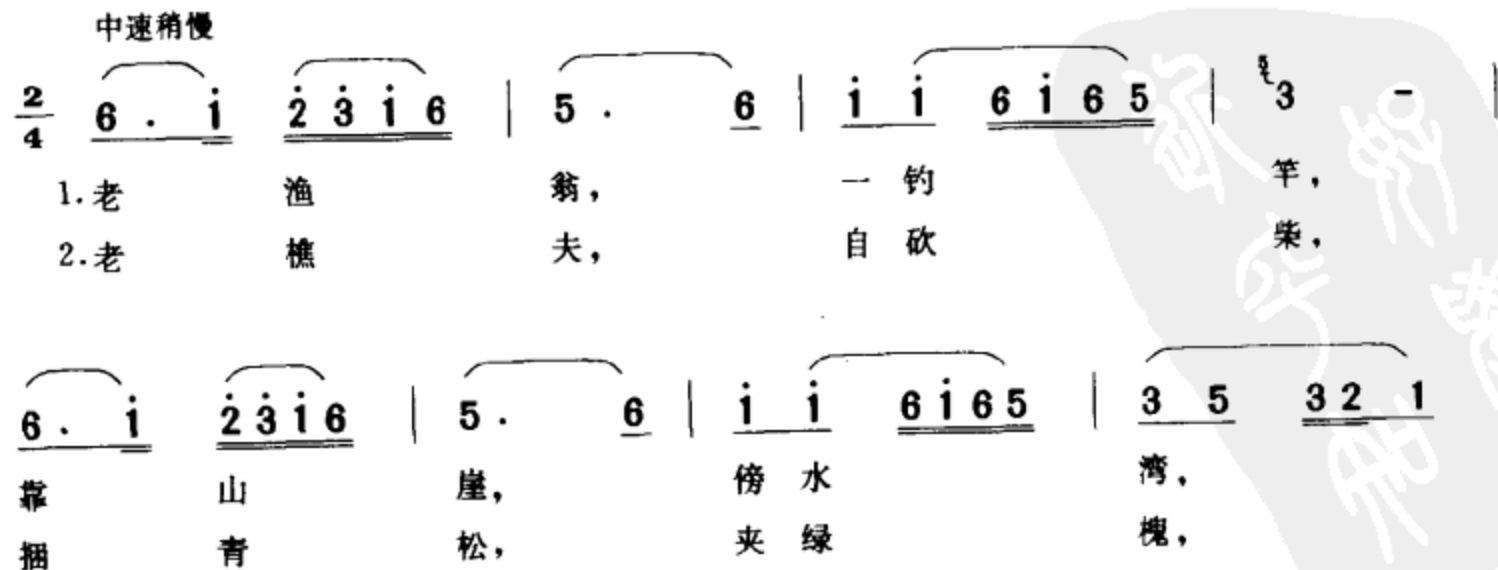 中速稍慢
2/4 6 . i̇ 2̇ 3̇ i̇ 6 | 5 . 6 | i̇ i̇ 6 i̇ 6 5 | 3 - |
1.老 渔 翁， 一 钓 竿，
2.老 樵 夫， 自 砍 柴，
6 . i̇ 2̇ 3̇ i̇ 6 | 5 . 6 | i̇ i̇ 6 i̇ 6 5 | 3 5 3 2 1
靠 山 崖， 傍 水 湾，
捆 青 松， 夹 绿 槐，